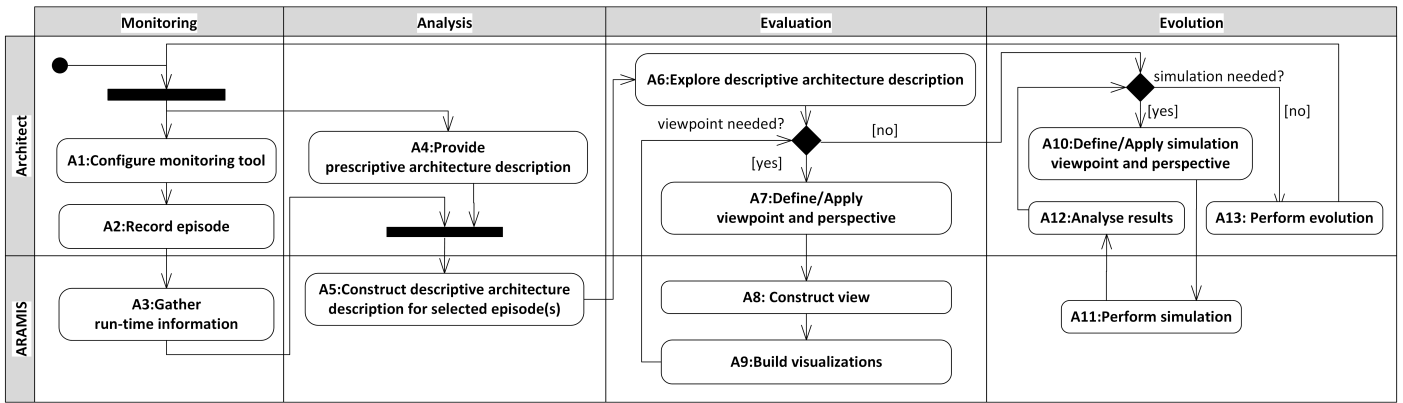 Monitoring
Analysis
Evaluation
Evolution
Architect
A1:Configure monitoring tool
A2:Record episode
A4:Provide
prescriptive architecture description
A6:Explore descriptive architecture description
viewpoint needed?
[no]
[yes]
A7:Define/Apply
viewpoint and perspective
simulation needed?
[yes]
[no]
A10:Define/Apply simulation
viewpoint and perspective
A12:Analyse results
A13: Perform evolution
ARAMIS
A3:Gather
run-time information
A5:Construct descriptive architecture
description for selected episode(s)
A8: Construct view
A9:Build visualizations
A11:Perform simulation